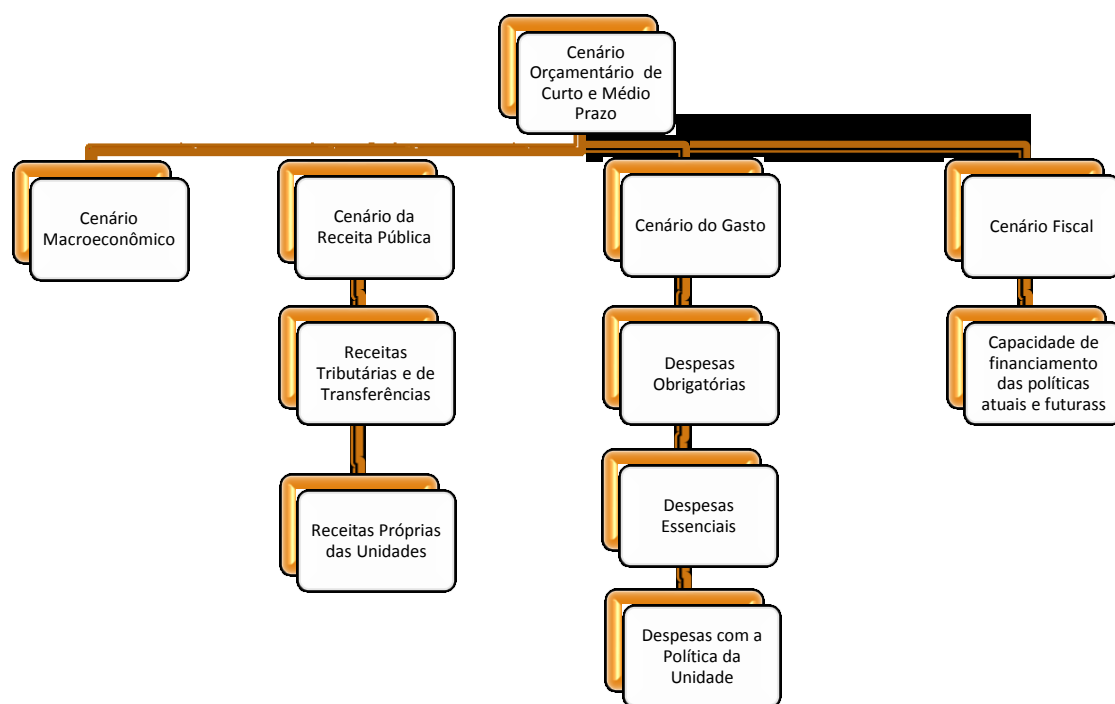 Cenário
Orçamentário de
Curto e Médio
Prazo
Cenário
Macroeconômico
Cenário da
Receita Pública
Cenário do Gasto
Cenário Fiscal
Receitas
Tributárias e de
Transferências
Despesas
Obrigatórias
Capacidade de
financiamento
das políticas
atuais e futurass
Receitas Próprias
das Unidades
Despesas
Essenciais
Despesas com a
Política da
Unidade